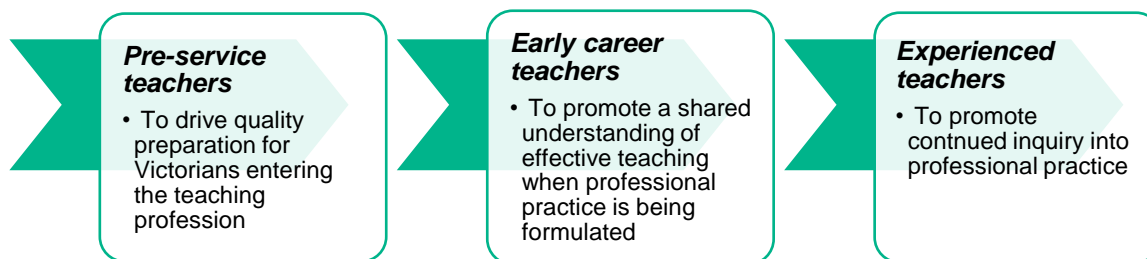 Pre-service
teachers
• To drive quality
preparation for
Victorians entering
the teaching
profession
Early career
teachers
• To promote a shared
understanding of
effective teaching
when professional
practice is being
formulated
Experienced
teachers
• To promote
contnued inquiry into
professional practice